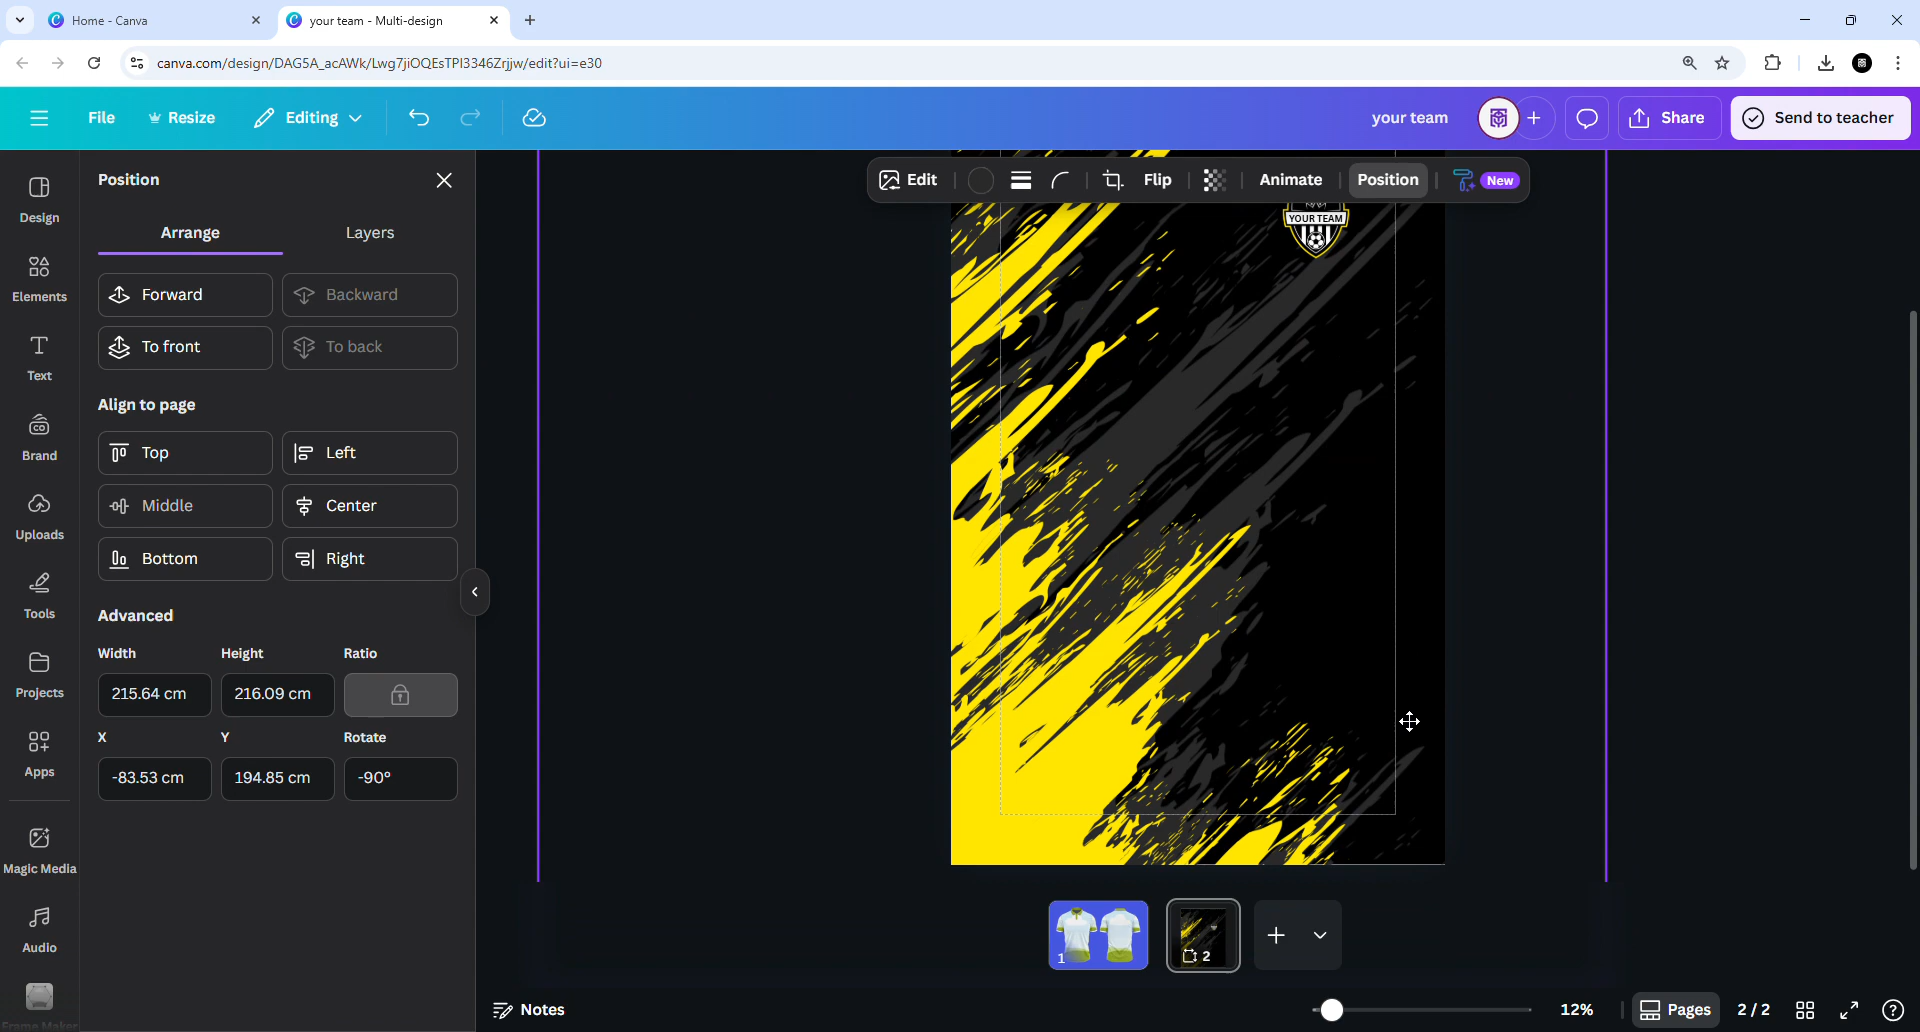 Home - Canva
your team - Multi-design
canva.com/design/DAG5A_acAWk/Lwg7jiOQEsTPI3346Zrjjw/edit?ui=e30
File
Resize
Editing
your team
Share
Send to teacher
Position
Edit
Flip
Animate
Position
New
Design
Elements
Text
Brand
Uploads
Tools
Projects
Apps
Magic Media
Audio
Frame Maker
Arrange
Layers
Forward
Backward
To front
To back
Align to page
Top
Left
Middle
Center
Bottom
Right
Advanced
Width
Height
Ratio
215.64 cm
216.09 cm
X
Y
Rotate
-83.53 cm
194.85 cm
-90°
YOUR TEAM
1
2
Notes
12%
Pages
2 / 2